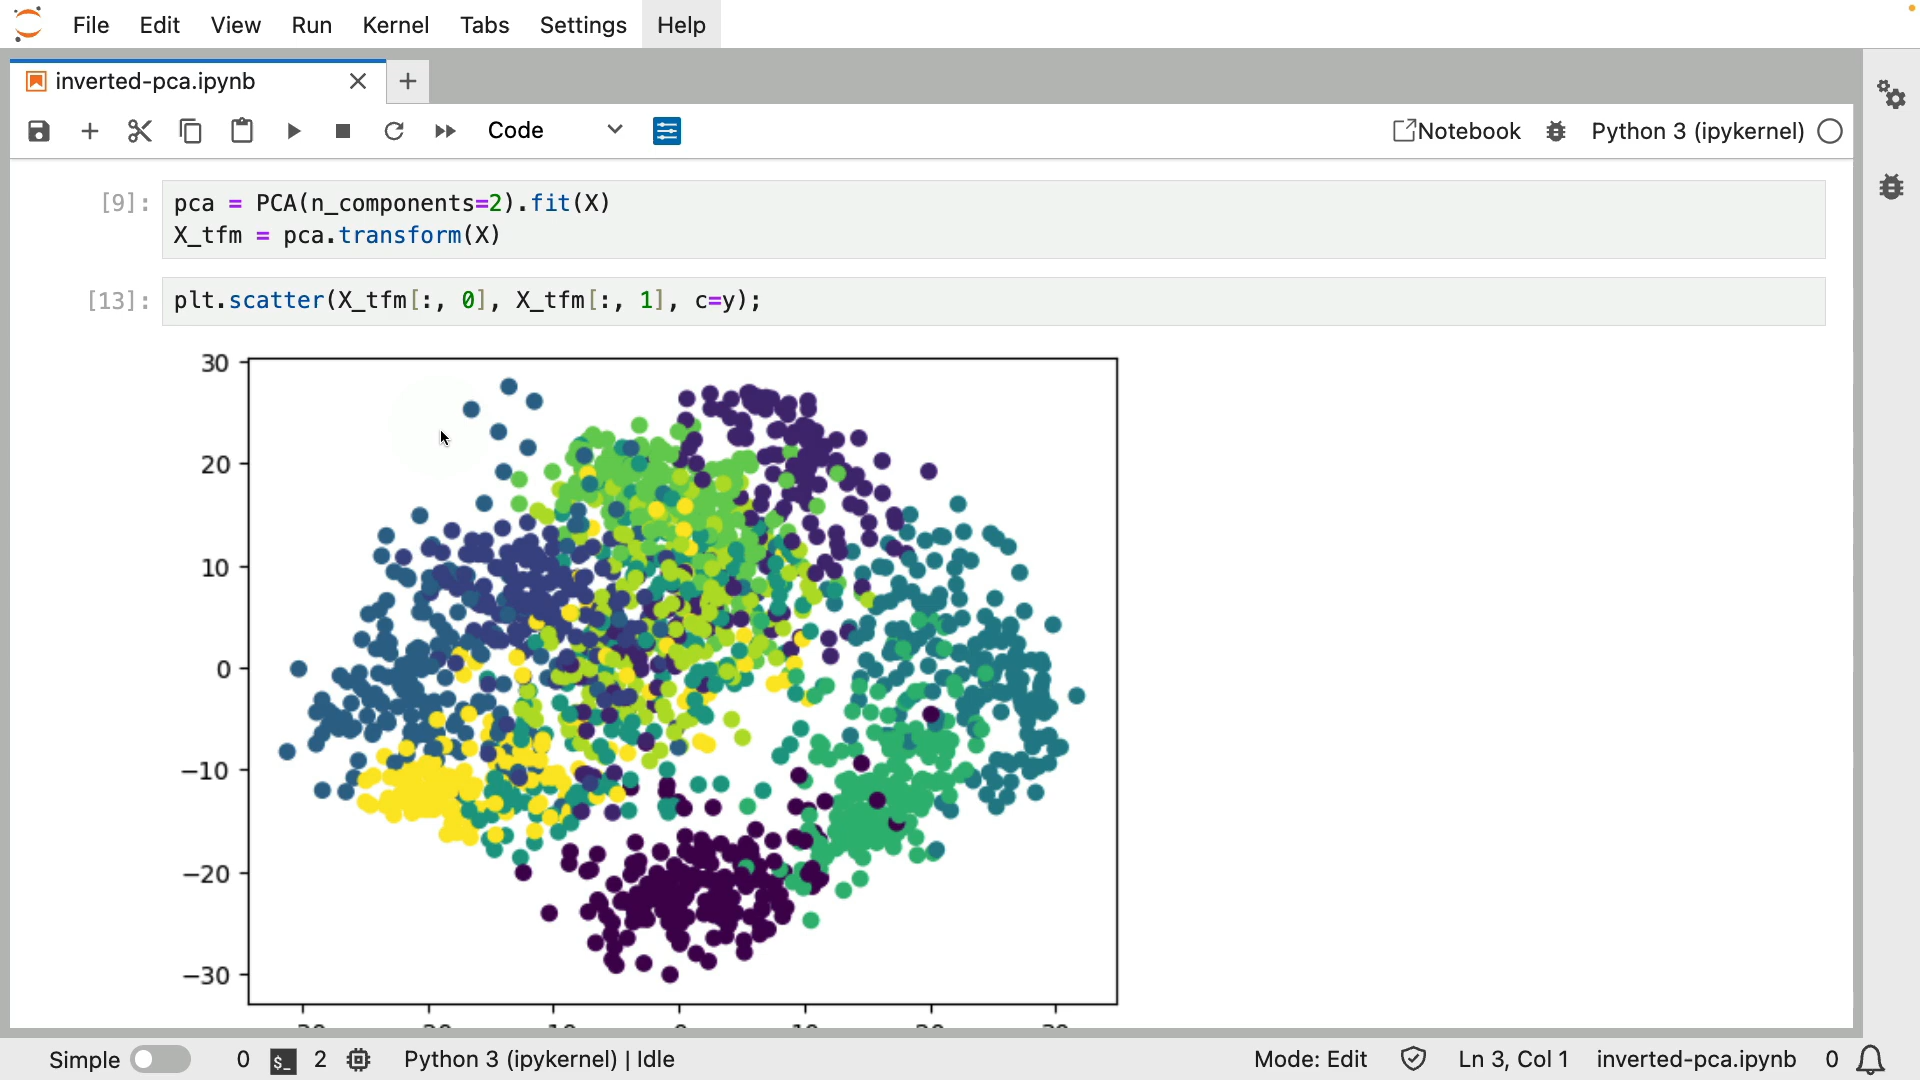 File Edit View Run Kernel Tabs Settings Help
inverted-pca.ipynb
Code
Notebook
Python 3 (ipykernel)
[9]:
pca = PCA(n_components=2).fit(X)
X_tfm = pca.transform(X)
[13]:
plt.scatter(X_tfm[:, 0], X_tfm[:, 1], c=y);
30
20
10
0
−10
−20
−30
Simple 0 $_ 2 Python 3 (ipykernel) | Idle Mode: Edit Ln 3, Col 1 inverted-pca.ipynb 0